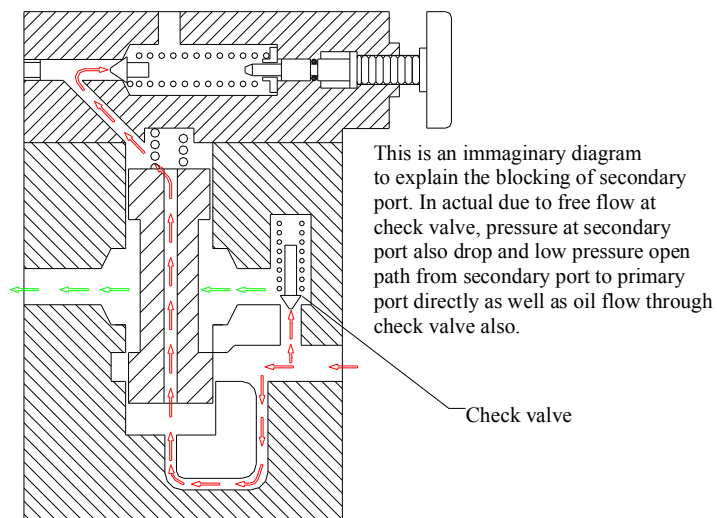 This is an immaginary diagram
to explain the blocking of secondary
port. In actual due to free flow at
check valve, pressure at secondary
port also drop and low pressure open
path from secondary port to primary
port directly as well as oil flow through
check valve also.
Check valve